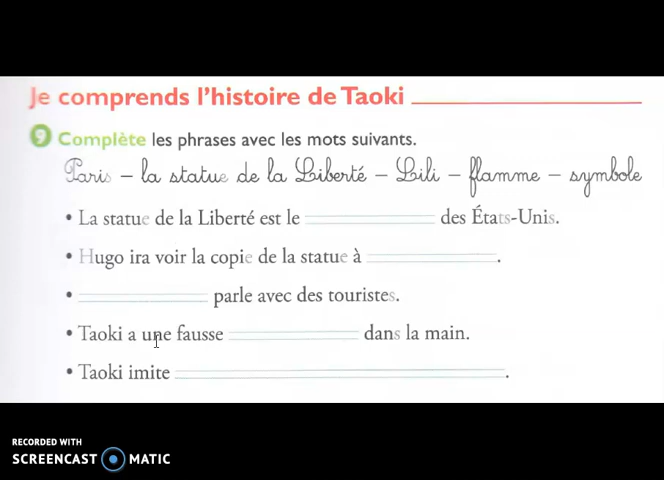 Je comprends l'histoire de Taoki
9 Complète les phrases avec les mots suivants.
Paris – la statue de la Liberté – Lili – flamme – symbole
• La statue de la Liberté est le des États-Unis.
• Hugo ira voir la copie de la statue à .
• parle avec des touristes.
• Taoki a une fausse dans la main.
• Taoki imite .
RECORDED WITH
SCREENCAST MATIC